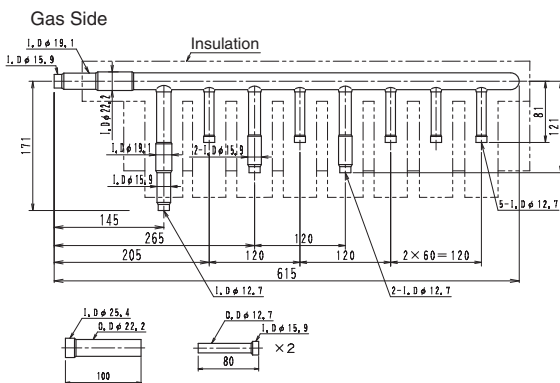 Gas Side
I.Dφ19.1
Insulation
I.Dφ15.9
I.Dφ22.2
171
I.Dφ19.1
2-I.Dφ15.9
81
121
I.Dφ15.9
5-I.Dφ12.7
145
265
120
205
120
120
2×60=120
615
I.Dφ12.7
2-I.Dφ12.7
I.Dφ25.4
O.Dφ22.2
O.Dφ12.7
I.Dφ15.9
×2
100
80